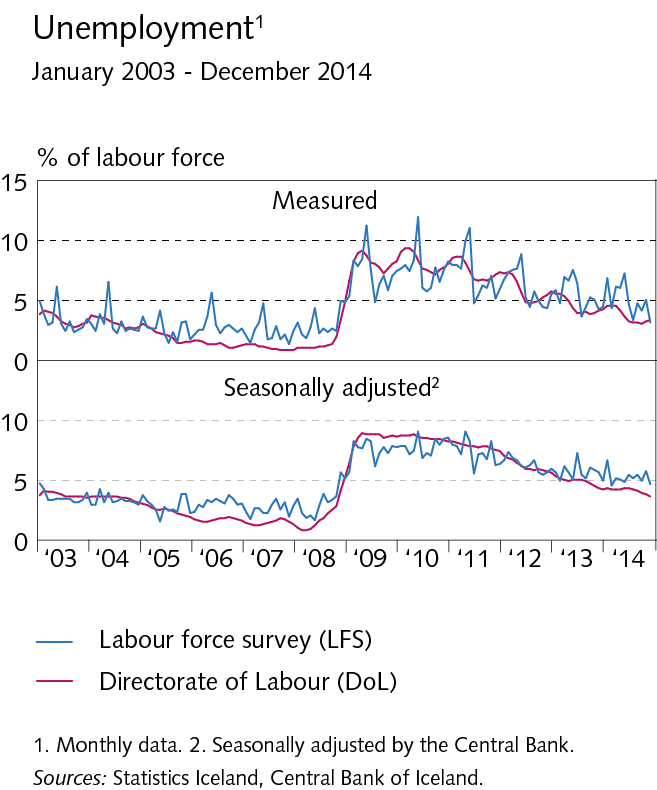 Unemployment¹
January 2003 - December 2014
% of labour force
15
Measured
10
5
0
Seasonally adjusted²
10
5
0
'03 '04 '05 '06 '07 '08 '09 '10 '11 '12 '13 '14
Labour force survey (LFS)
Directorate of Labour (DoL)
1. Monthly data. 2. Seasonally adjusted by the Central Bank.
Sources: Statistics Iceland, Central Bank of Iceland.